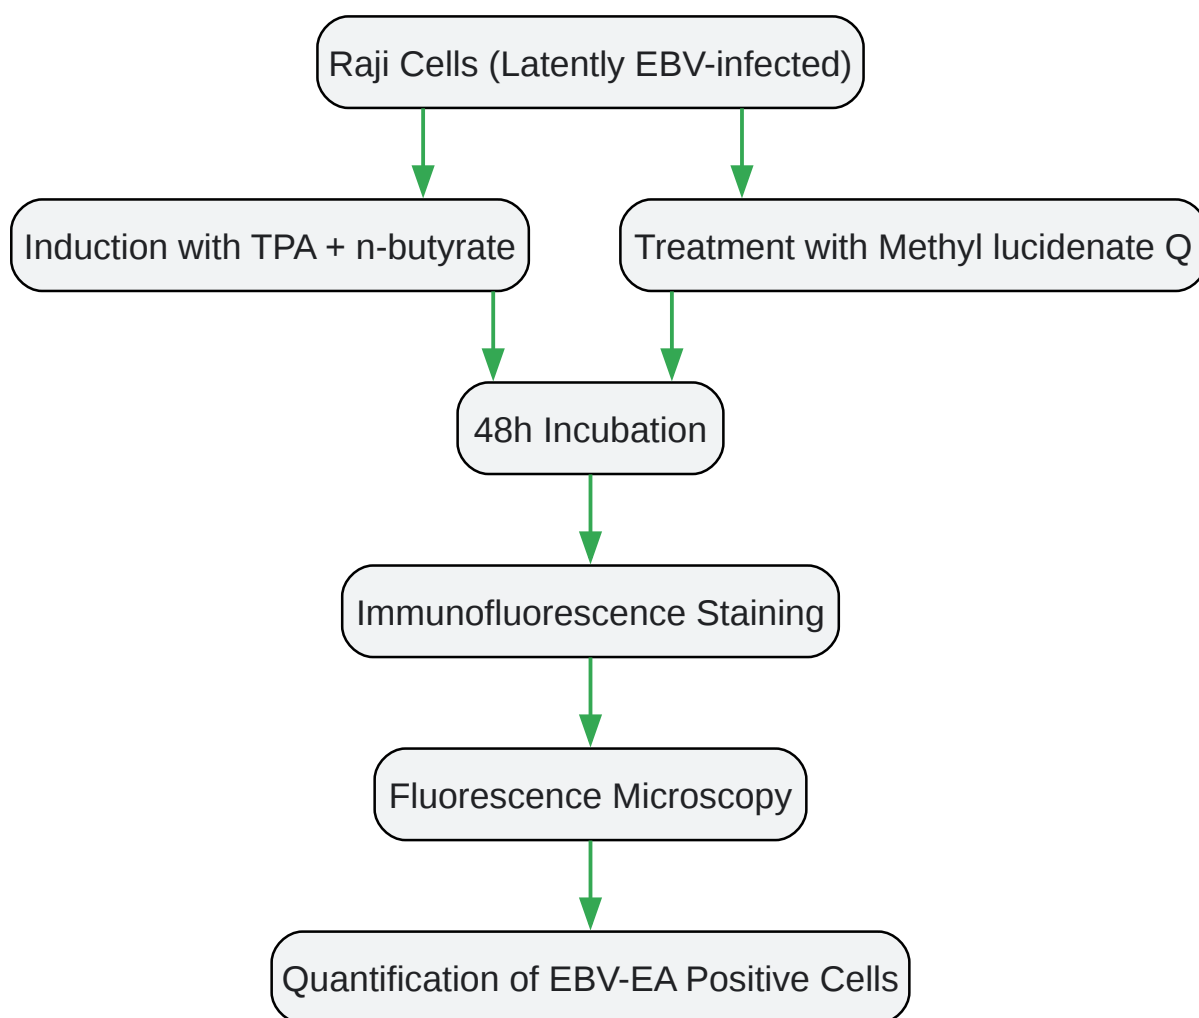 Raji Cells (Latently EBV-infected)
Induction with TPA + n-butyrate
Treatment with Methyl lucidenate Q
48h Incubation
Immunofluorescence Staining
Fluorescence Microscopy
Quantification of EBV-EA Positive Cells